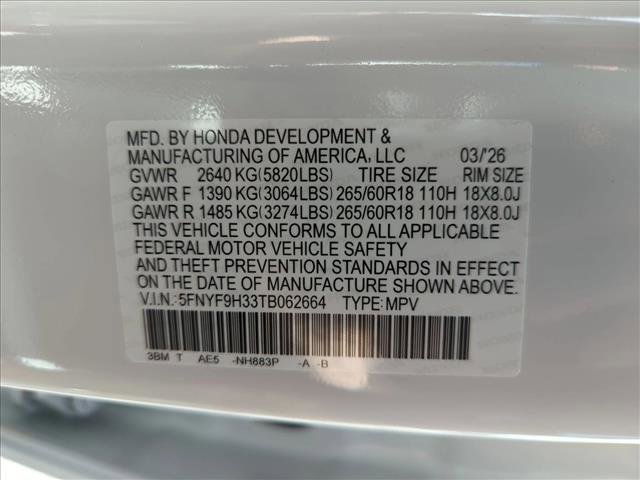 MFD. BY HONDA DEVELOPMENT &
MANUFACTURING OF AMERICA, LLC 03/'26
GVWR 2640 KG(5820LBS) TIRE SIZE RIM SIZE
GAWR F 1390 KG(3064LBS) 265/60R18 110H 18X8.0J
GAWR R 1485 KG(3274LBS) 265/60R18 110H 18X8.0J
THIS VEHICLE CONFORMS TO ALL APPLICABLE
FEDERAL MOTOR VEHICLE SAFETY
AND THEFT PREVENTION STANDARDS IN EFFECT
ON THE DATE OF MANUFACTURE SHOWN ABOVE.
V.I.N.:5FNYF9H33TB062664 TYPE:MPV
3BM T AE5 -NH883P -A -B